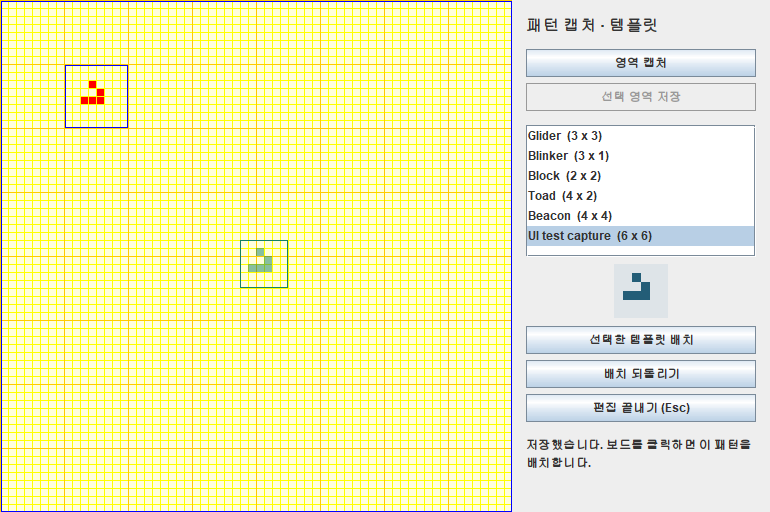 패턴 캡처 · 템플릿
영역 캡처
선택 영역 저장
Glider (3 x 3)
Blinker (3 x 1)
Block (2 x 2)
Toad (4 x 2)
Beacon (4 x 4)
UI test capture (6 x 6)
선택한 템플릿 배치
배치 되돌리기
편집 끝내기 (Esc)
저장했습니다. 보드를 클릭하면 이 패턴을
배치합니다.